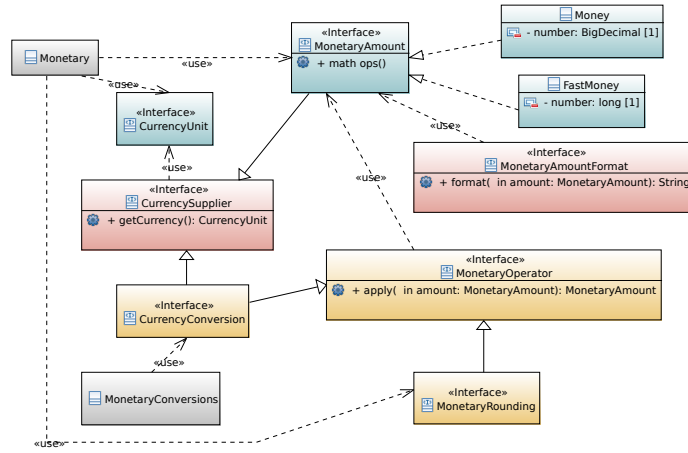 Monetary
«use»
«Interface»
MonetaryAmount
+ math ops()
Money
- number: BigDecimal [1]
FastMoney
- number: long [1]
«use»
«Interface»
CurrencyUnit
«use»
«use»
«Interface»
MonetaryAmountFormat
+ format(  in amount: MonetaryAmount): String
«Interface»
CurrencySupplier
+ getCurrency(): CurrencyUnit
«use»
«Interface»
MonetaryOperator
+ apply(  in amount: MonetaryAmount): MonetaryAmount
«Interface»
CurrencyConversion
«use»
MonetaryConversions
«Interface»
MonetaryRounding
«use»